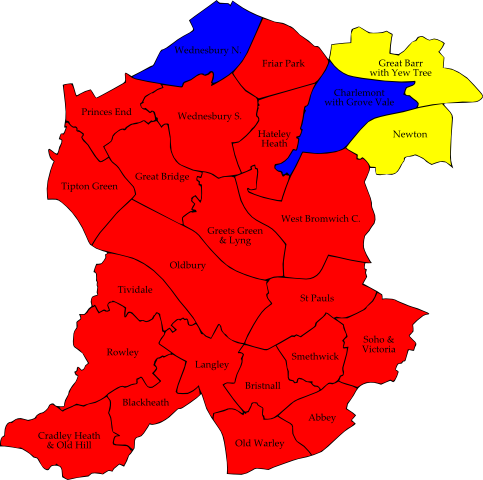 Wednesbury N.
Friar Park
Great Barr
with Yew Tree
Charlemont
with Grove Vale
Princes End
Wednesbury S.
Hateley
Heath
Newton
Tipton Green
Great Bridge
West Bromwich C.
Greets Green
& Lyng
Oldbury
Tividale
St Pauls
Rowley
Langley
Smethwick
Soho &
Victoria
Bristnall
Blackheath
Abbey
Cradley Heath
& Old Hill
Old Warley